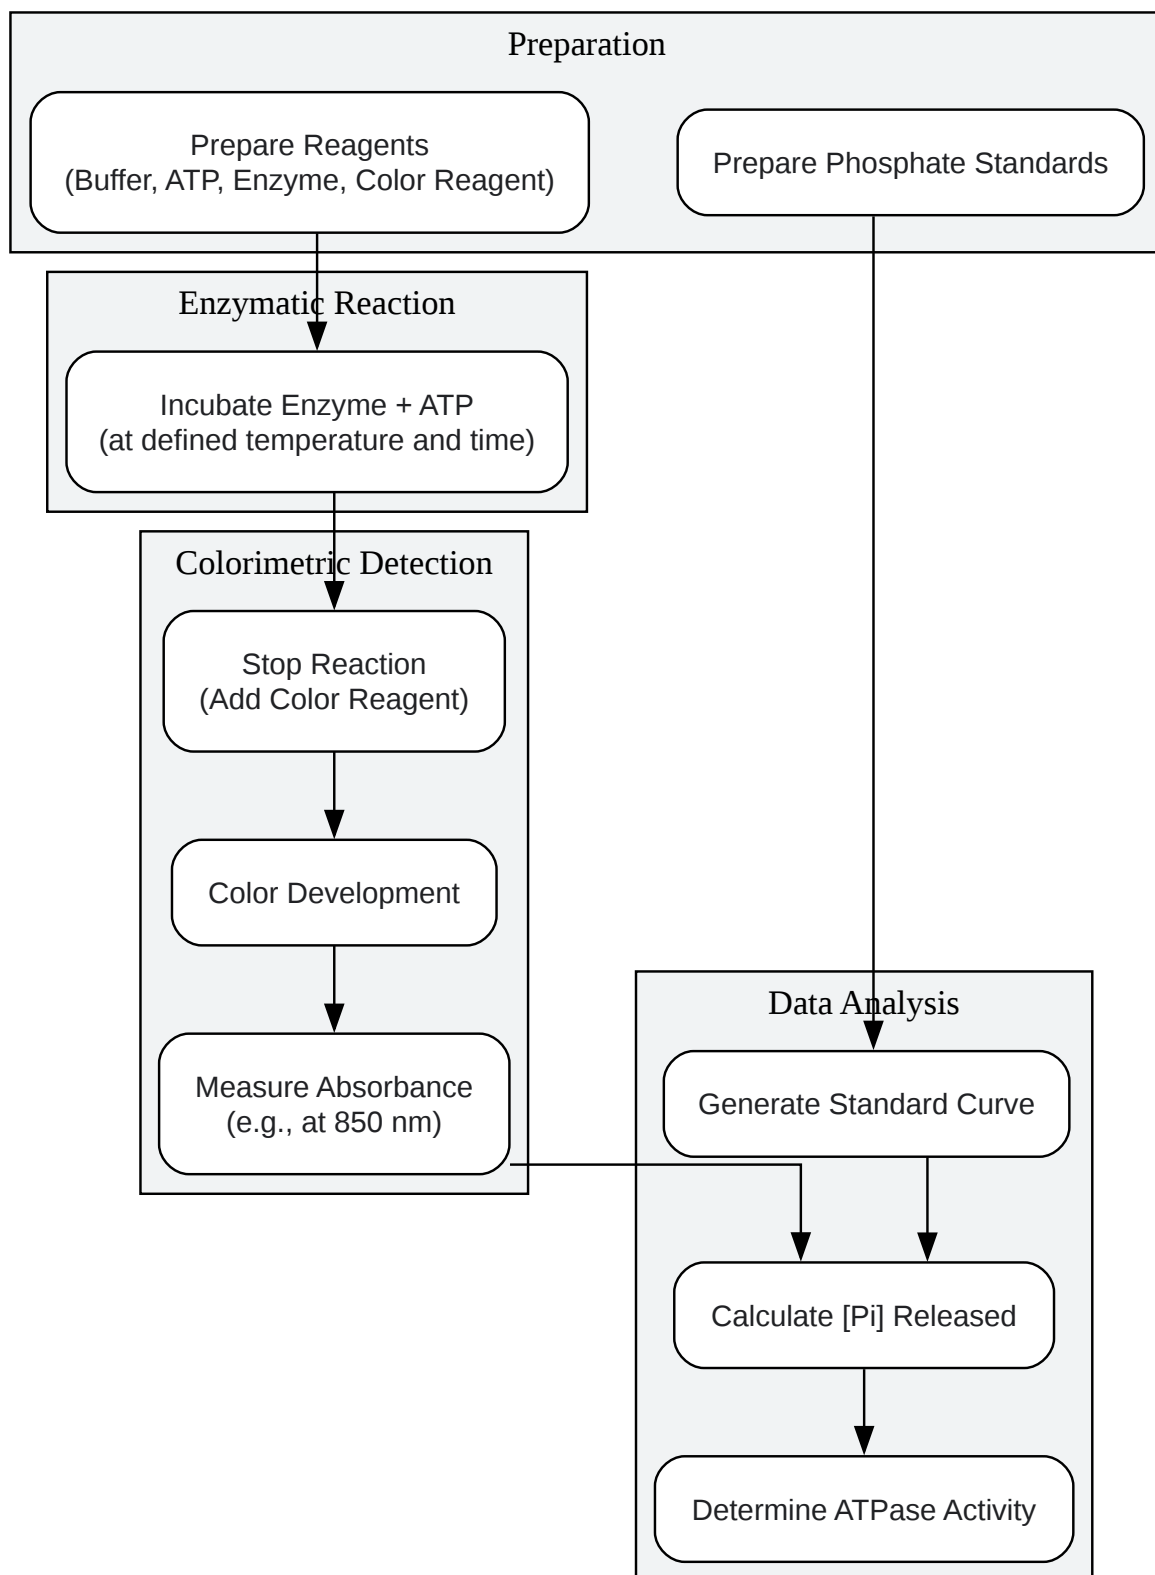 Preparation
Prepare Reagents
(Buffer, ATP, Enzyme, Color Reagent)
Prepare Phosphate Standards
Enzymatic Reaction
Incubate Enzyme + ATP
(at defined temperature and time)
Colorimetric Detection
Stop Reaction
(Add Color Reagent)
Color Development
Measure Absorbance
(e.g., at 850 nm)
Data Analysis
Generate Standard Curve
Calculate [Pi] Released
Determine ATPase Activity